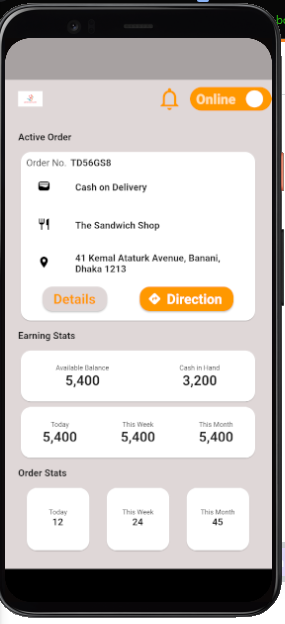 Online
Active Order
Order No. TD56GS8
Cash on Delivery
The Sandwich Shop
41 Kemal Ataturk Avenue, Banani,
Dhaka 1213
Details
Direction
Earning Stats
Available Balance
5,400
Cash in Hand
3,200
Today
5,400
This Week
5,400
This Month
5,400
Order Stats
Today
12
This Week
24
This Month
45